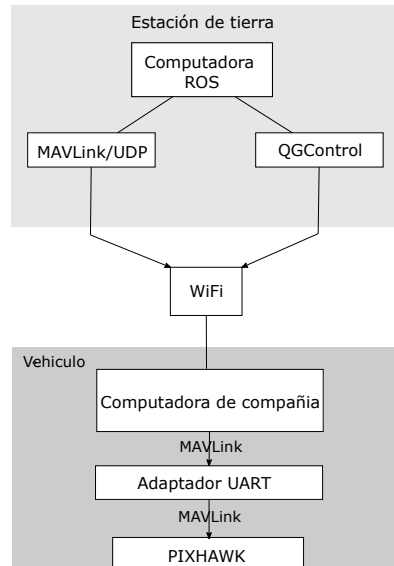 Estación de tierra
Computadora
ROS
MAVLink/UDP
QGControl
WiFi
Vehiculo
Computadora de compañia
MAVLink
Adaptador UART
MAVLink
PIXHAWK